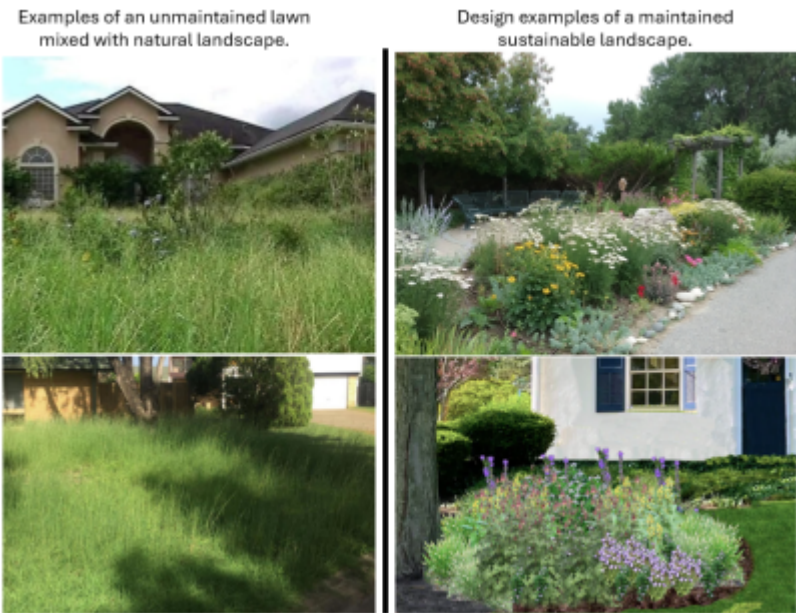 Examples of an unmaintained lawn
mixed with natural landscape.
Design examples of a maintained
sustainable landscape.